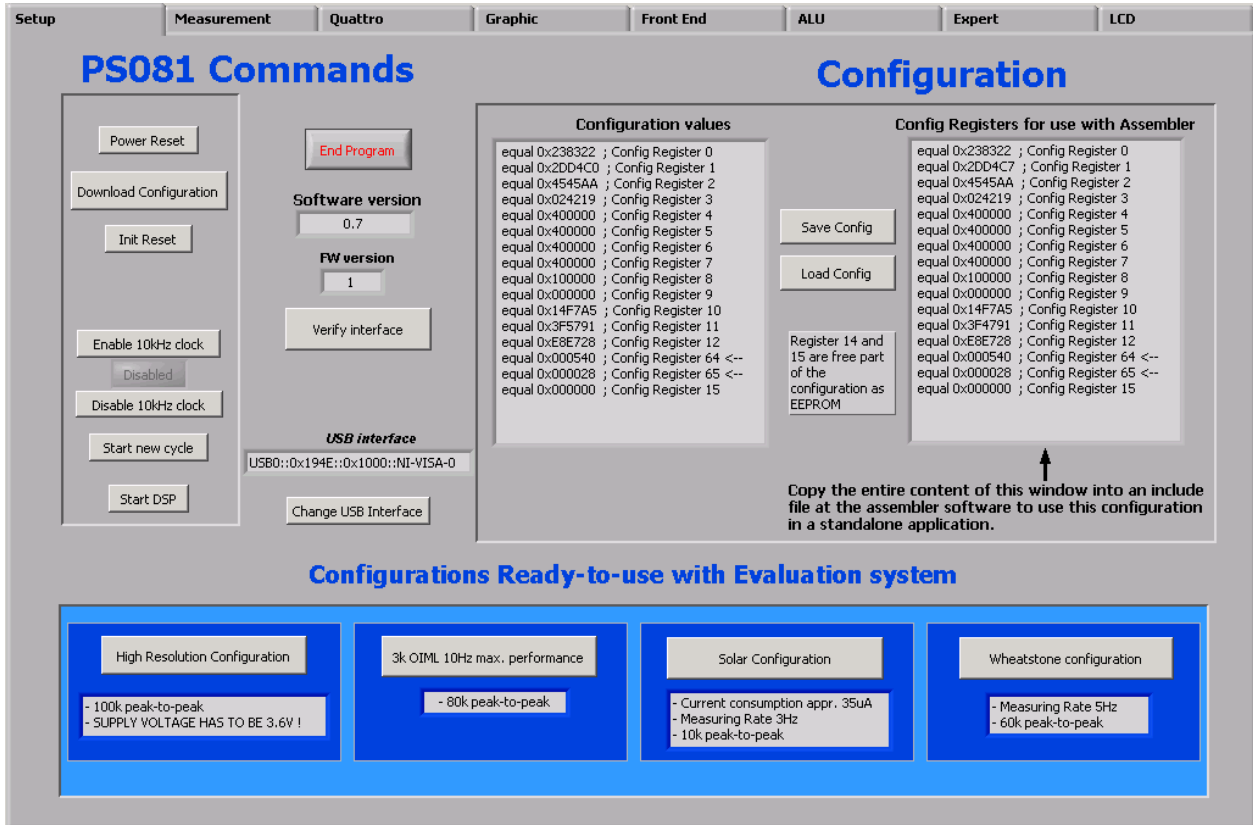 Setup Measurement Quattro Graphic Front End ALU Expert LCD
PS081 Commands
Power Reset
Download Configuration
Init Reset
Enable 10kHz clock
Disabled
Disable 10kHz clock
Start new cycle
Start DSP
End Program
Software version
0.7
FW version
1
Verify interface
USB interface
USB0::0x194E::0x1000::NI-VISA-0
Change USB Interface
Configuration
Configuration values
equal 0x238322 ; Config Register 0
equal 0x2DD4C0 ; Config Register 1
equal 0x4545AA ; Config Register 2
equal 0x024219 ; Config Register 3
equal 0x400000 ; Config Register 4
equal 0x400000 ; Config Register 5
equal 0x400000 ; Config Register 6
equal 0x400000 ; Config Register 7
equal 0x100000 ; Config Register 8
equal 0x000000 ; Config Register 9
equal 0x14F7A5 ; Config Register 10
equal 0x3F5791 ; Config Register 11
equal 0xE8E728 ; Config Register 12
equal 0x000540 ; Config Register 64 <--
equal 0x000028 ; Config Register 65 <--
equal 0x000000 ; Config Register 15
Save Config
Load Config
Register 14 and
15 are free part
of the
configuration as
EEPROM
Config Registers for use with Assembler
equal 0x238322 ; Config Register 0
equal 0x2DD4C7 ; Config Register 1
equal 0x4545AA ; Config Register 2
equal 0x024219 ; Config Register 3
equal 0x400000 ; Config Register 4
equal 0x400000 ; Config Register 5
equal 0x400000 ; Config Register 6
equal 0x400000 ; Config Register 7
equal 0x100000 ; Config Register 8
equal 0x000000 ; Config Register 9
equal 0x14F7A5 ; Config Register 10
equal 0x3F4791 ; Config Register 11
equal 0xE8E728 ; Config Register 12
equal 0x000540 ; Config Register 64 <--
equal 0x000028 ; Config Register 65 <--
equal 0x000000 ; Config Register 15
Copy the entire content of this window into an include
file at the assembler software to use this configuration
in a standalone application.
Configurations Ready-to-use with Evaluation system
High Resolution Configuration
- 100k peak-to-peak
- SUPPLY VOLTAGE HAS TO BE 3.6V !
3k OIML 10Hz max. performance
- 80k peak-to-peak
Solar Configuration
- Current consumption appr. 35uA
- Measuring Rate 3Hz
- 10k peak-to-peak
Wheatstone configuration
- Measuring Rate 5Hz
- 60k peak-to-peak